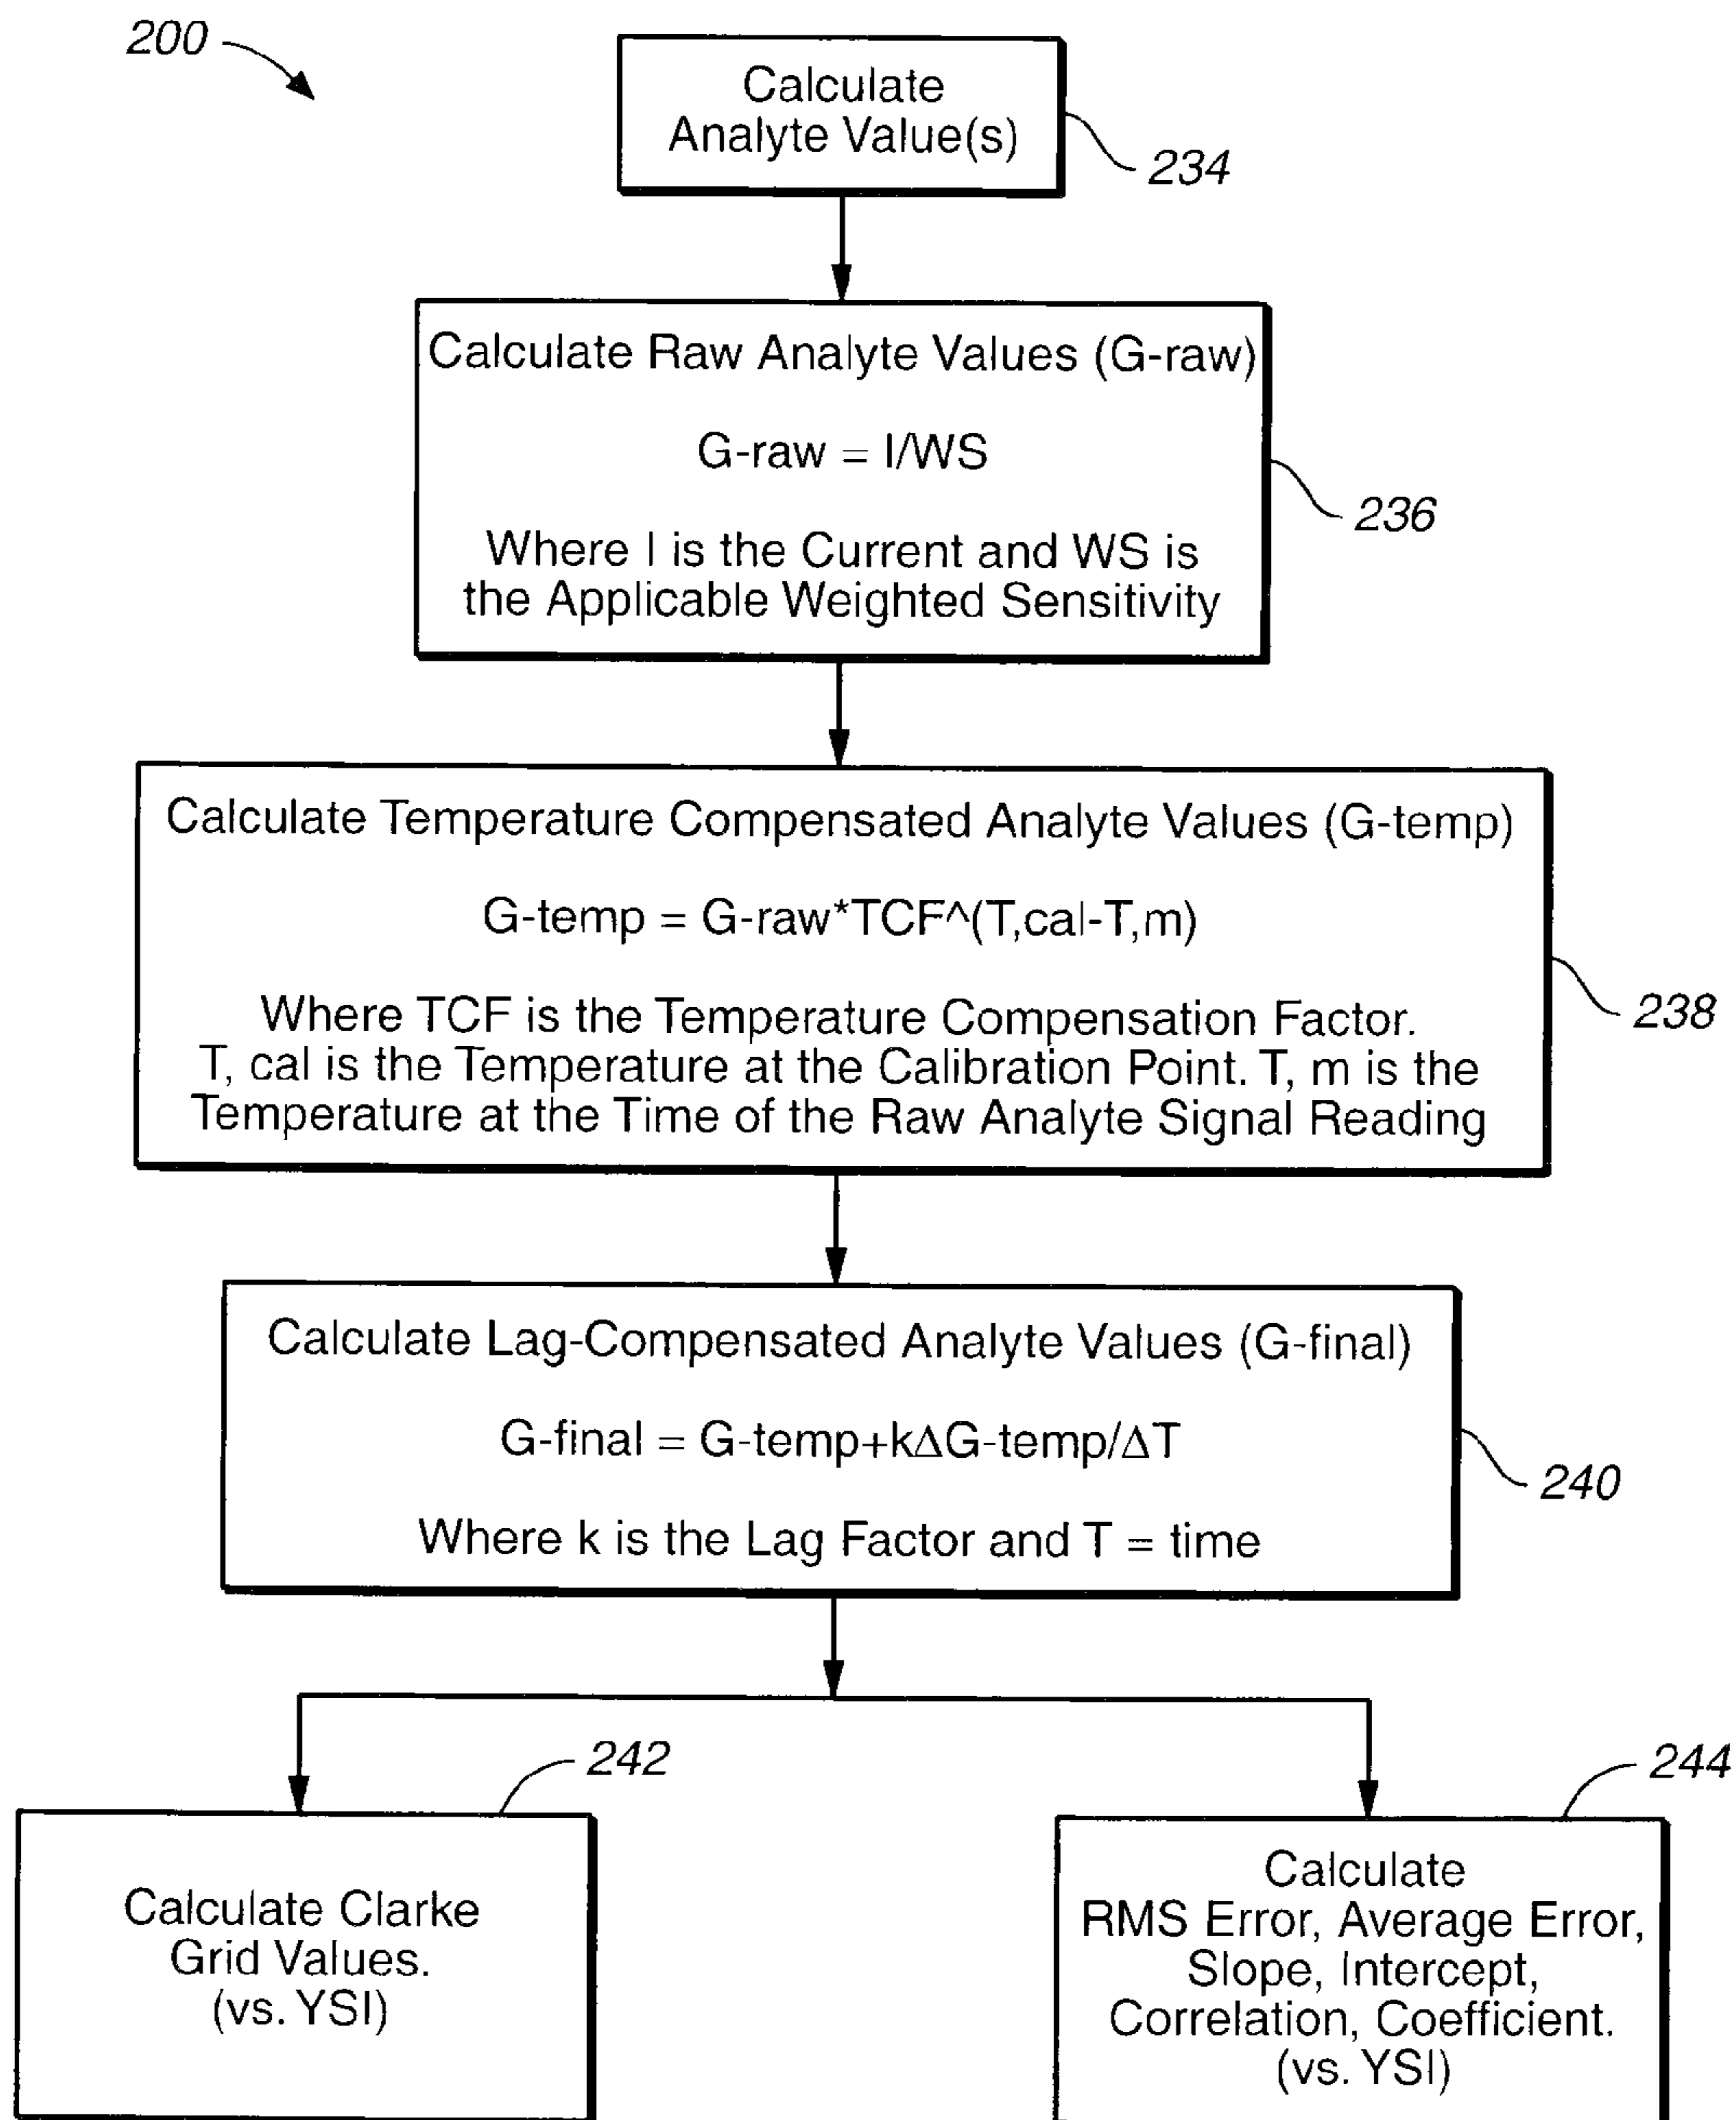 200
Calculate
Analyte Value(s)
234
Calculate Raw Analyte Values (G-raw)
G-raw = I/WS
Where I is the Current and WS is
the Applicable Weighted Sensitivity
236
Calculate Temperature Compensated Analyte Values (G-temp)
G-temp = G-raw*TCF^(T,cal-T,m)
Where TCF is the Temperature Compensation Factor.
T, cal is the Temperature at the Calibration Point. T, m is the
Temperature at the Time of the Raw Analyte Signal Reading
238
Calculate Lag-Compensated Analyte Values (G-final)
G-final = G-temp+kΔG-temp/ΔT
Where k is the Lag Factor and T = time
240
242
Calculate Clarke
Grid Values.
(vs. YSI)
244
Calculate
RMS Error, Average Error,
Slope, Intercept,
Correlation, Coefficient.
(vs. YSI)